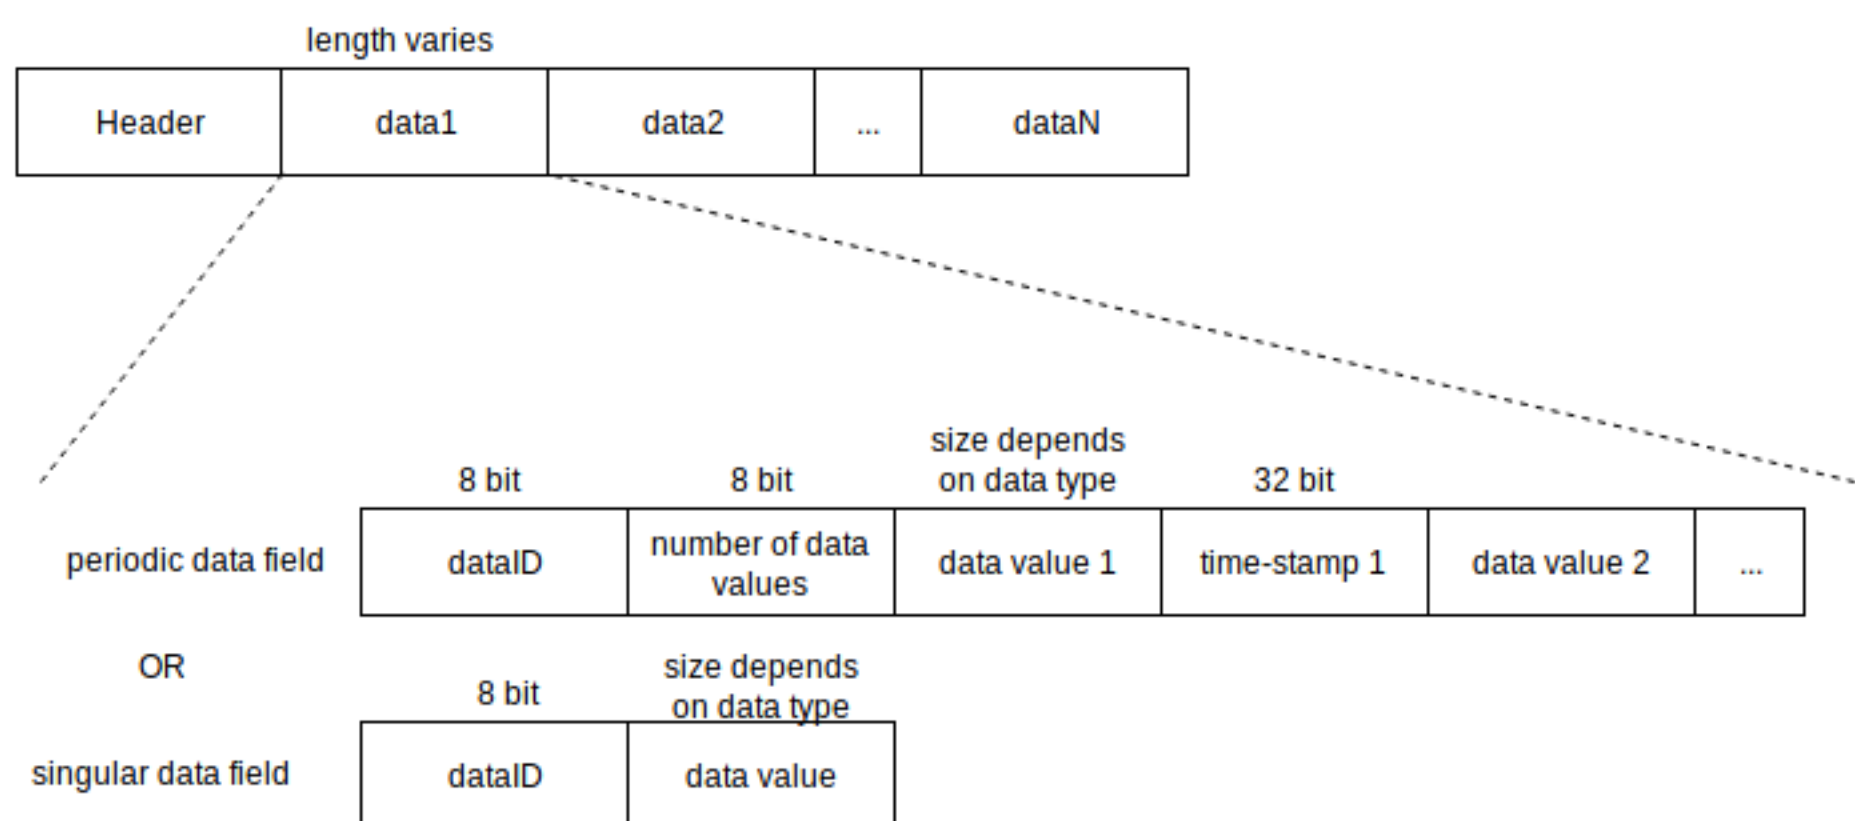 length varies
Header data1 data2 ... dataN
size depends
8 bit 8 bit on data type 32 bit
periodic data field dataID number of data values data value 1 time-stamp 1 data value 2 ...
OR size depends
8 bit on data type
singular data field dataID data value